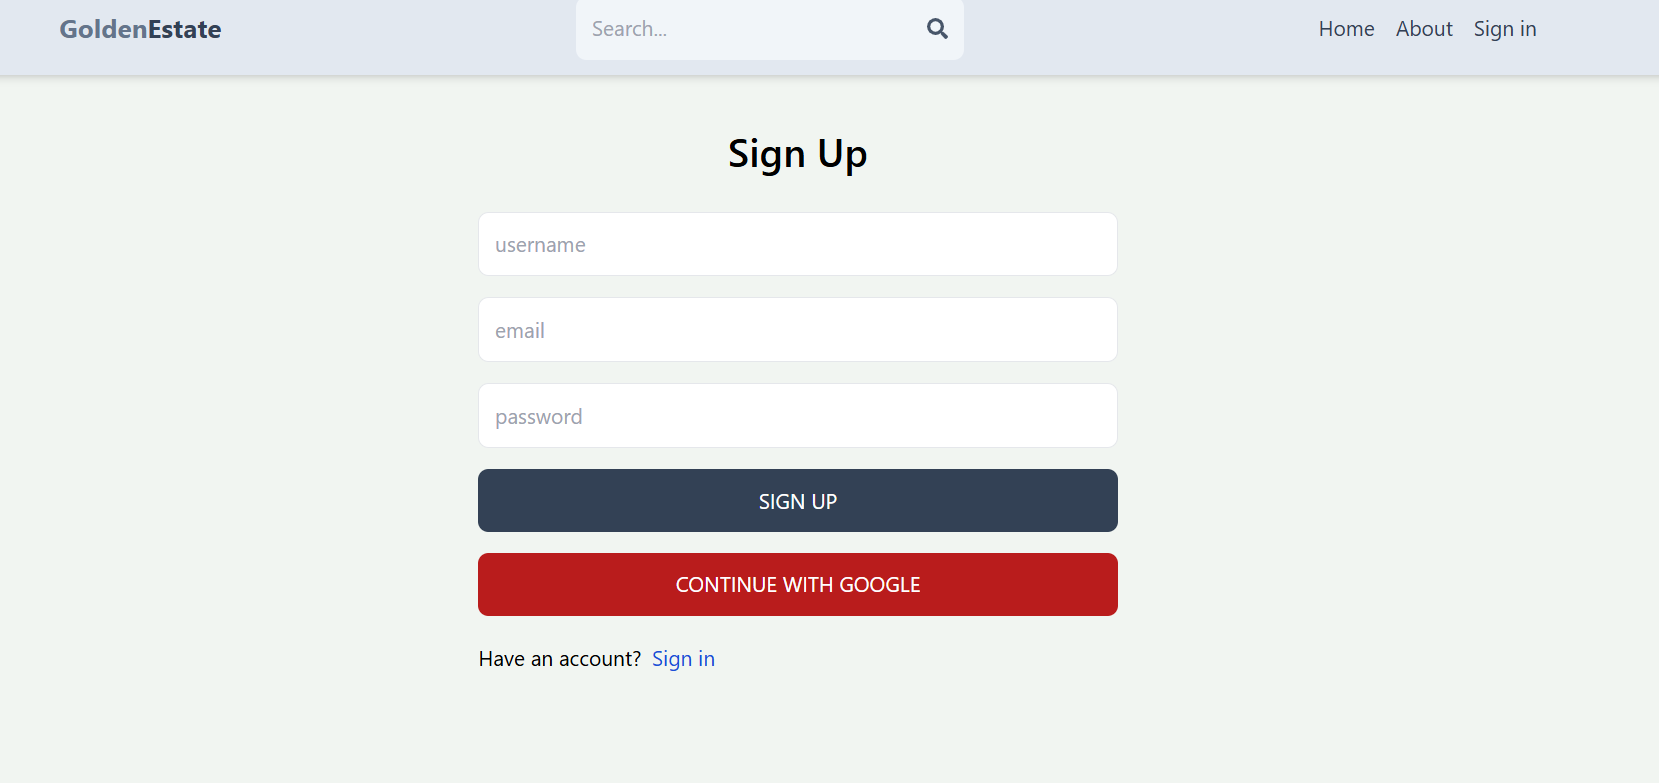 GoldenEstate
Search...
Home About Sign in
Sign Up
username
email
password
SIGN UP
CONTINUE WITH GOOGLE
Have an account? Sign in